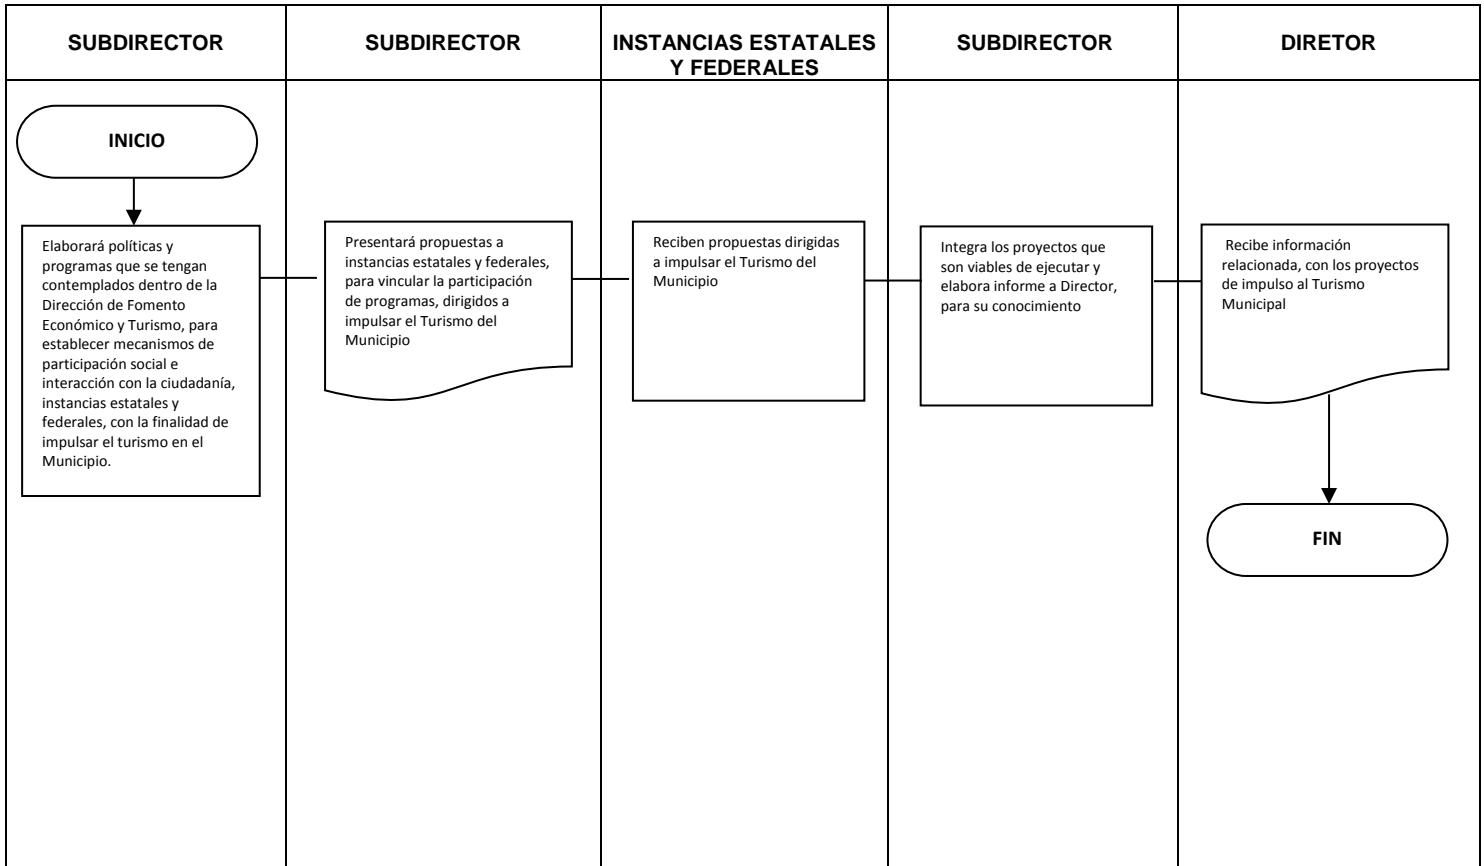 SUBDIRECTOR
SUBDIRECTOR
INSTANCIAS ESTATALES
Y FEDERALES
SUBDIRECTOR
DIRETOR
INICIO
Elaborará políticas y
programas que se tengan
contemplados dentro de la
Dirección de Fomento
Económico y Turismo, para
establecer mecanismos de
participación social e
interacción con la ciudadanía,
instancias estatales y
federales, con la finalidad de
impulsar el turismo en el
Municipio.
Presentará propuestas a
instancias estatales y federales,
para vincular la participación
de programas, dirigidos a
impulsar el Turismo del
Municipio
Reciben propuestas dirigidas
a impulsar el Turismo del
Municipio
Integra los proyectos que
son viables de ejecutar y
elabora informe a Director,
para su conocimiento
Recibe información
relacionada, con los proyectos
de impulso al Turismo
Municipal
FIN